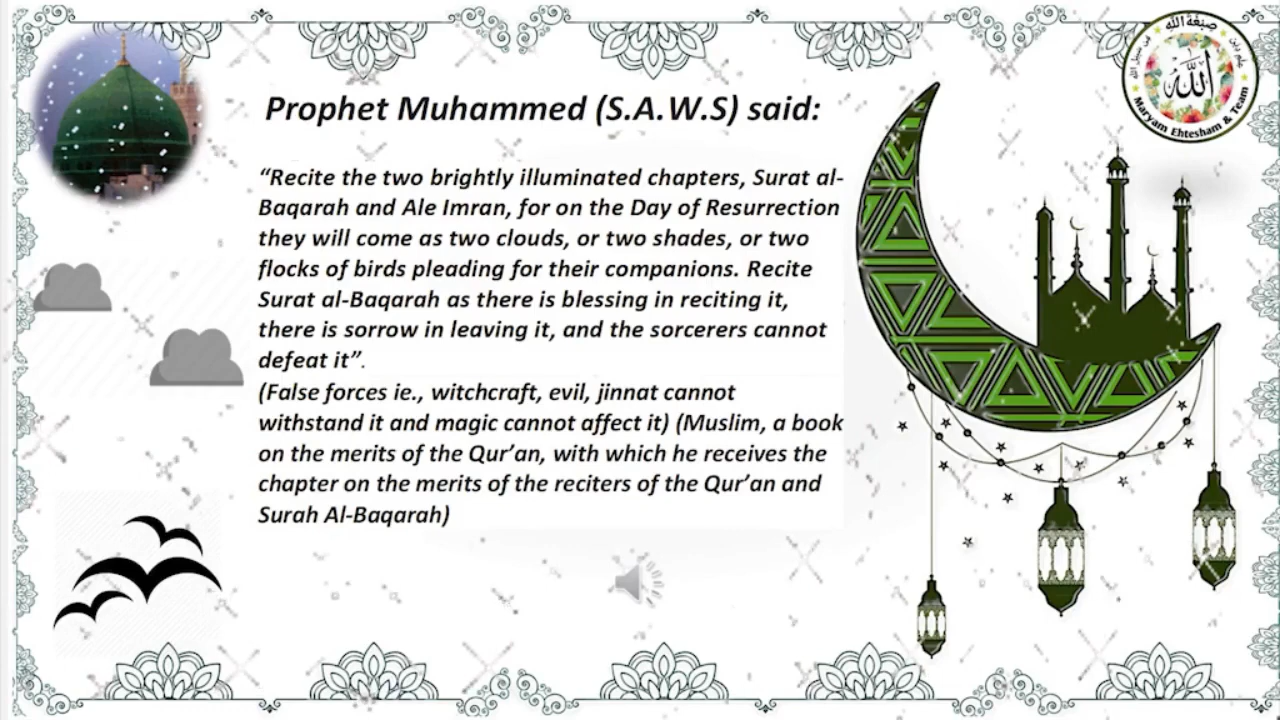 صبغة الله
في سبيل الله
الله
Maryam Ehtesham & Team
Prophet Muhammed (S.A.W.S) said:
“Recite the two brightly illuminated chapters, Surat al-
Baqarah and Ale Imran, for on the Day of Resurrection
they will come as two clouds, or two shades, or two
flocks of birds pleading for their companions. Recite
Surat al-Baqarah as there is blessing in reciting it,
there is sorrow in leaving it, and the sorcerers cannot
defeat it”.
(False forces ie., witchcraft, evil, jinnat cannot
withstand it and magic cannot affect it) (Muslim, a book
on the merits of the Qur’an, with which he receives the
chapter on the merits of the reciters of the Qur’an and
Surah Al-Baqarah)